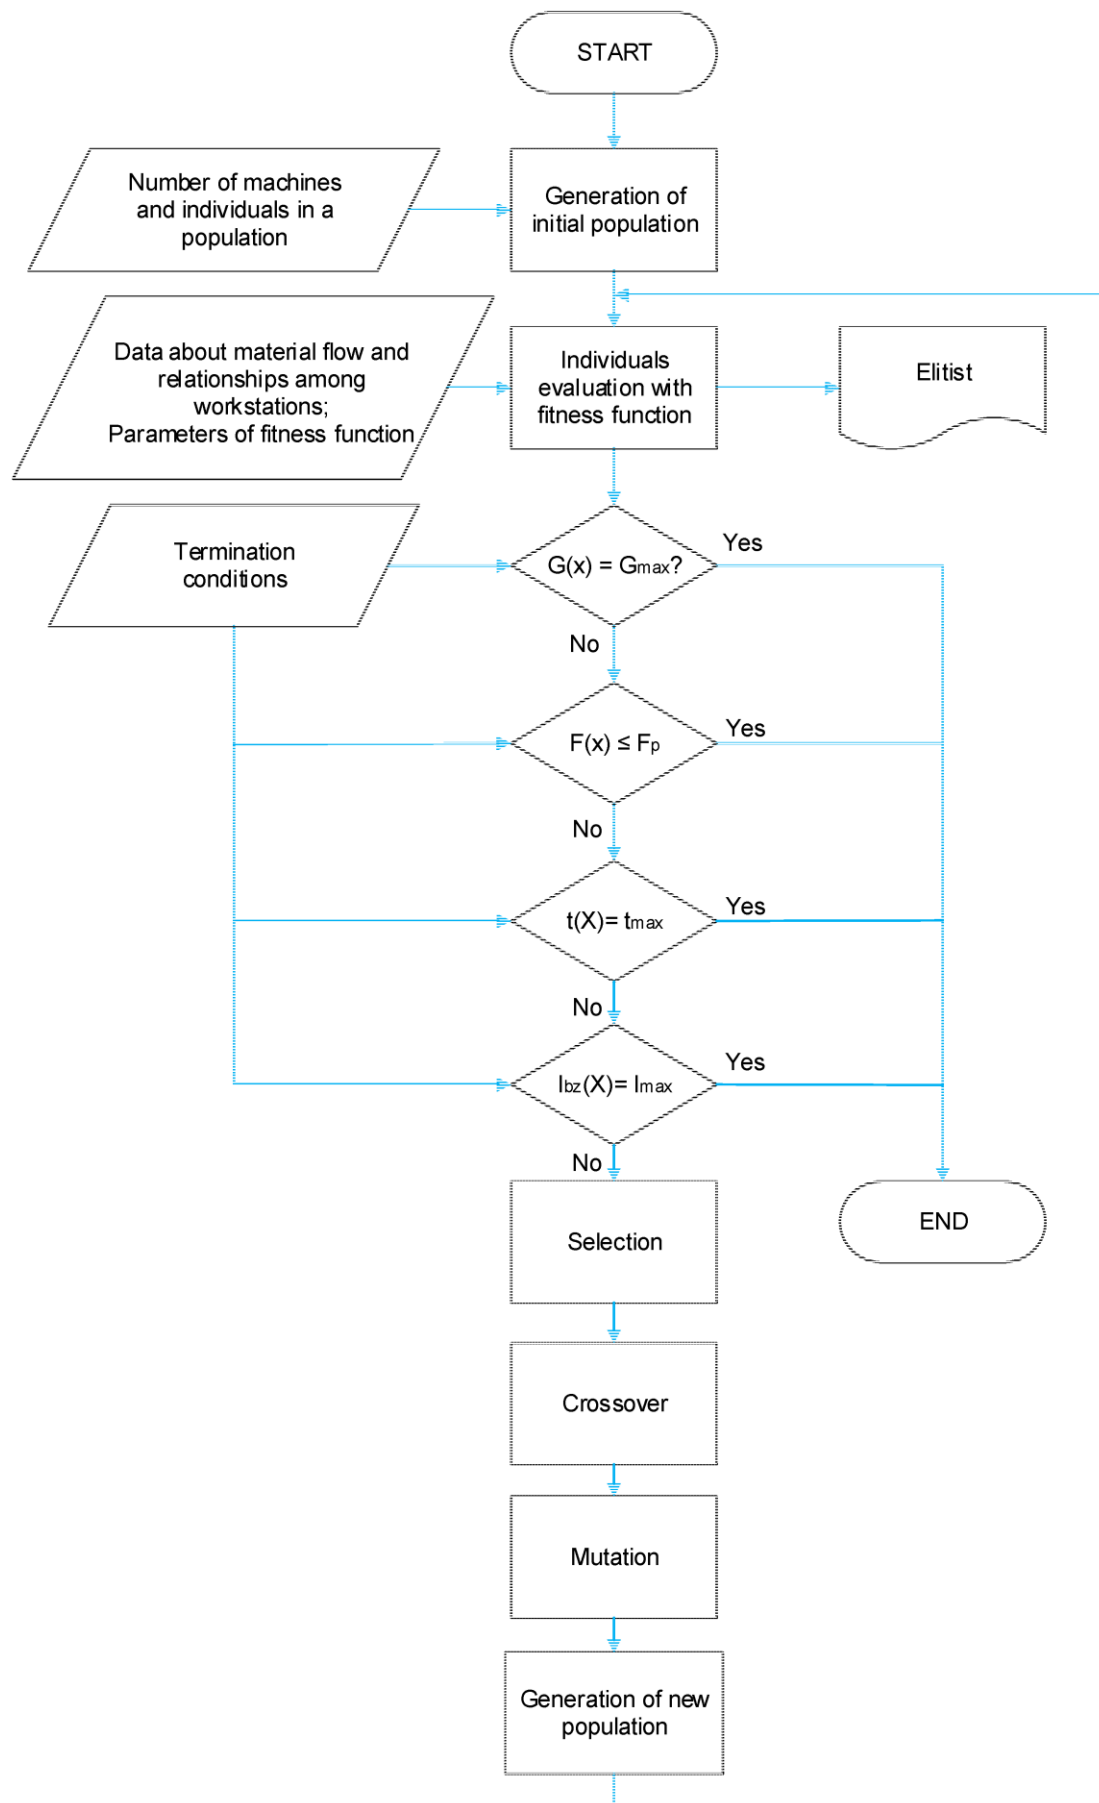 START
Number of machines
and individuals in a
population
Generation of
initial population
Data about material flow and
relationships among
workstations;
Parameters of fitness function
Individuals
evaluation with
fitness function
Elitist
Termination
conditions
G(x) = Gmax?
Yes
No
F(x) ≤ Fp
Yes
No
t(X)= tmax
Yes
No
Ibz(X)= Imax
Yes
No
Selection
END
Crossover
Mutation
Generation of new
population